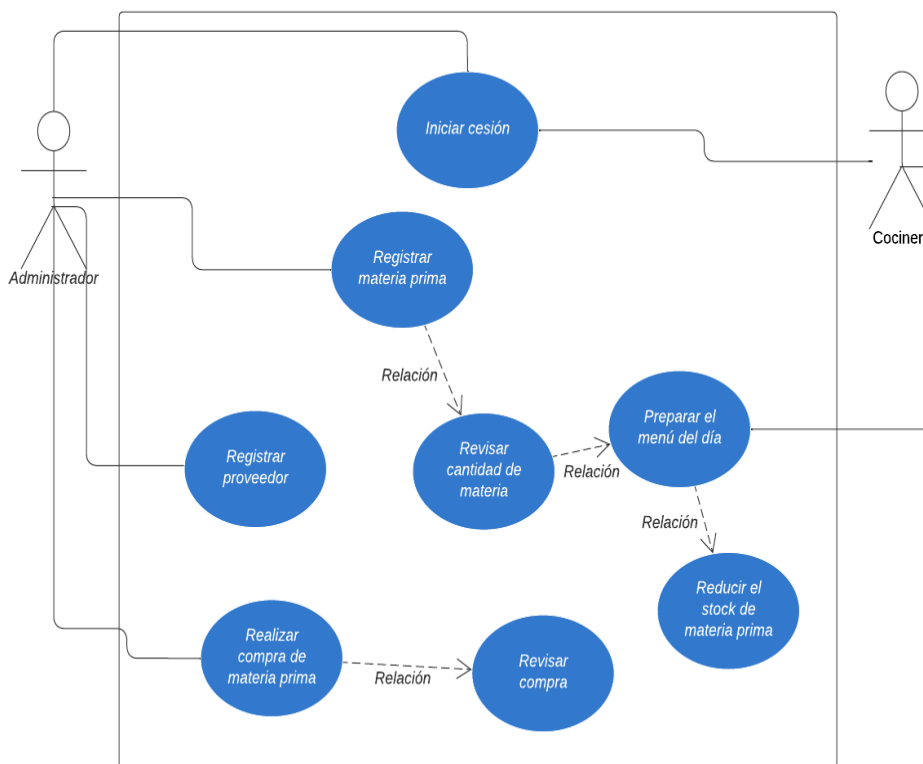 Iniciar cesión
Cociner
Administrador
Registrar
materia prima
Relación
Preparar el
menú del día
Revisar
cantidad de
materia
Relación
Registrar
proveedor
Relación
Reducir el
stock de
materia prima
Realizar
compra de
materia prima
Relación
Revisar
compra